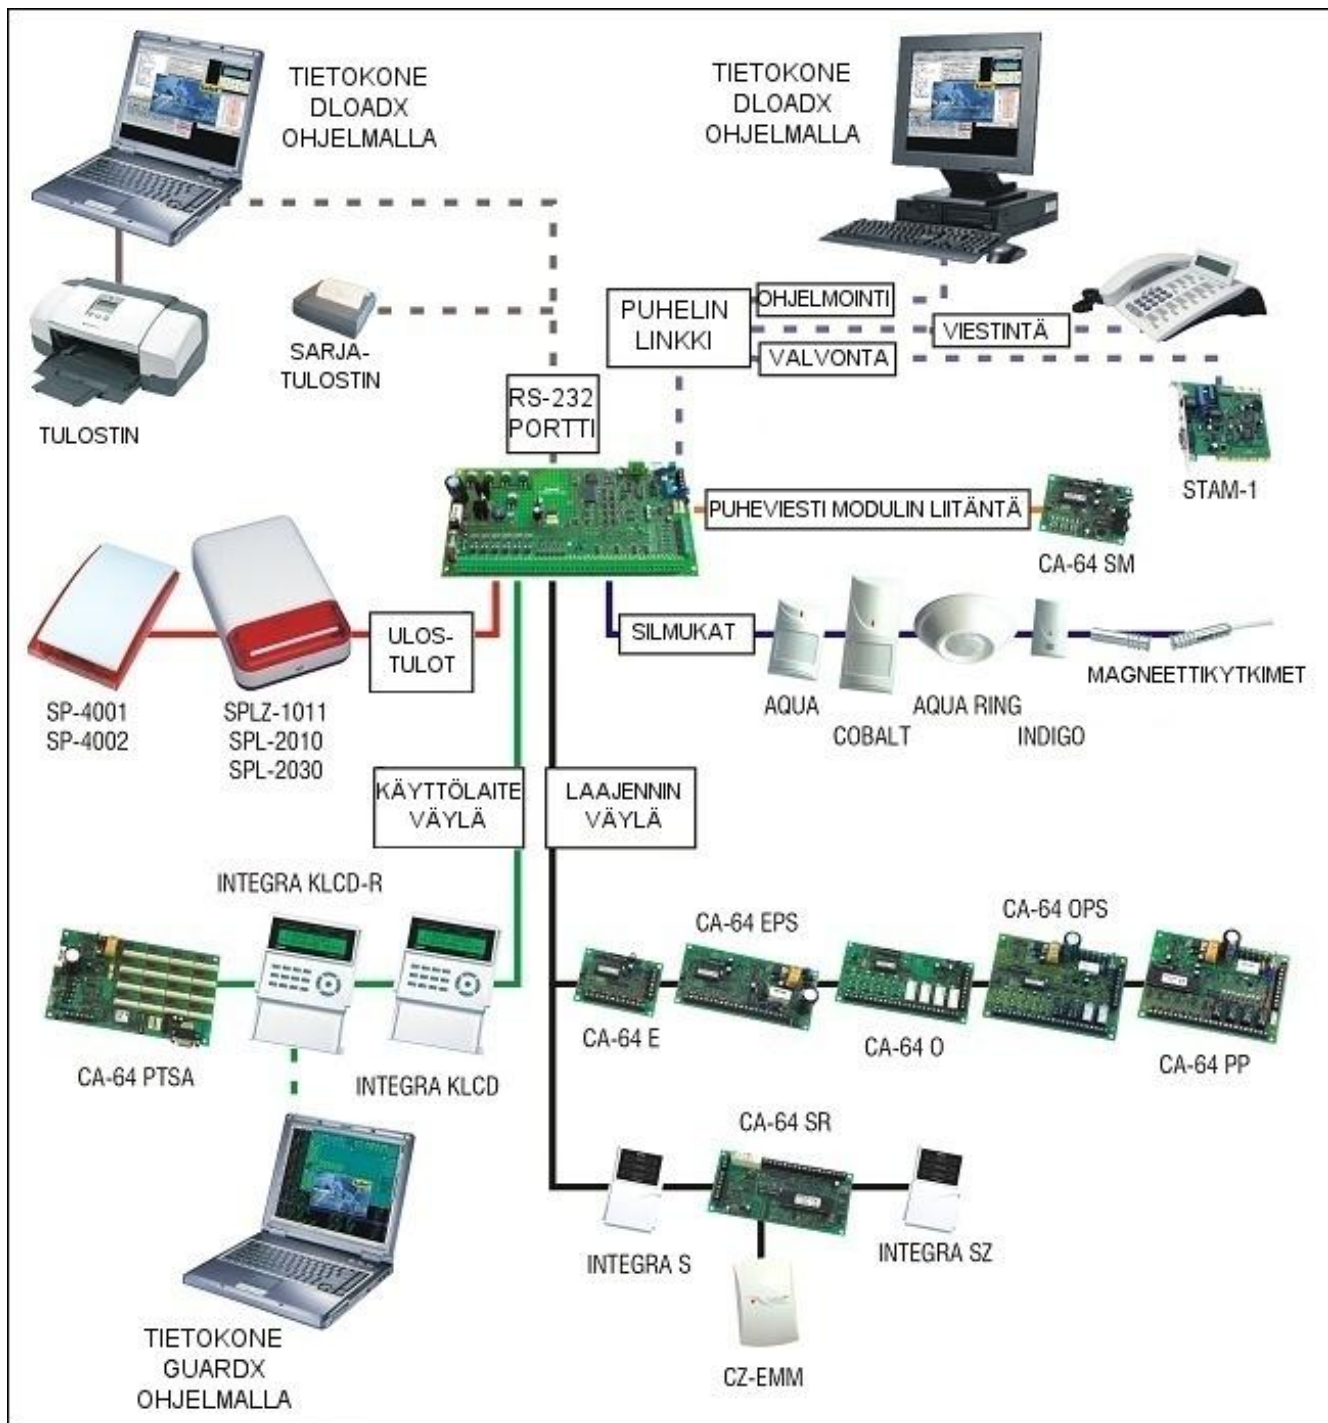 TIETOKONE
DLOADX
OHJELMALLA
TIETOKONE
DLOADX
OHJELMALLA
PUHELIN
LINKKI
OHJELMOINTI
VIESTINTÄ
VALVONTA
SARJA-
TULOSTIN
TULOSTIN
RS-232
PORTTI
STAM-1
PUHEVIESTI MODULIN LIITÄNTÄ
CA-64 SM
ULOS-
TULOT
SILMUKAT
MAGNEETTIKYTKIMET
SP-4001
SP-4002
SPLZ-1011
SPL-2010
SPL-2030
AQUA
COBALT
AQUA RING
INDIGO
KÄYTTÖLAITE
VÄYLÄ
LAAJENNIN
VÄYLÄ
INTEGRA KLCD-R
CA-64 PTSA
INTEGRA KLCD
CA-64 EPS
CA-64 OPS
CA-64 E
CA-64 O
CA-64 PP
CA-64 SR
INTEGRA S
INTEGRA SZ
CZ-EMM
TIETOKONE
GUARDX
OHJELMALLA